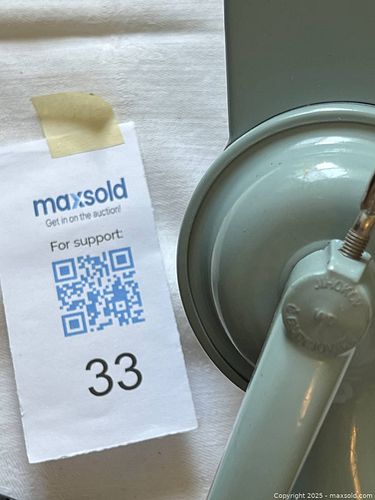 maxsold
Get in on the auction!
For support:
33
Copyright 2025 - maxsold.com